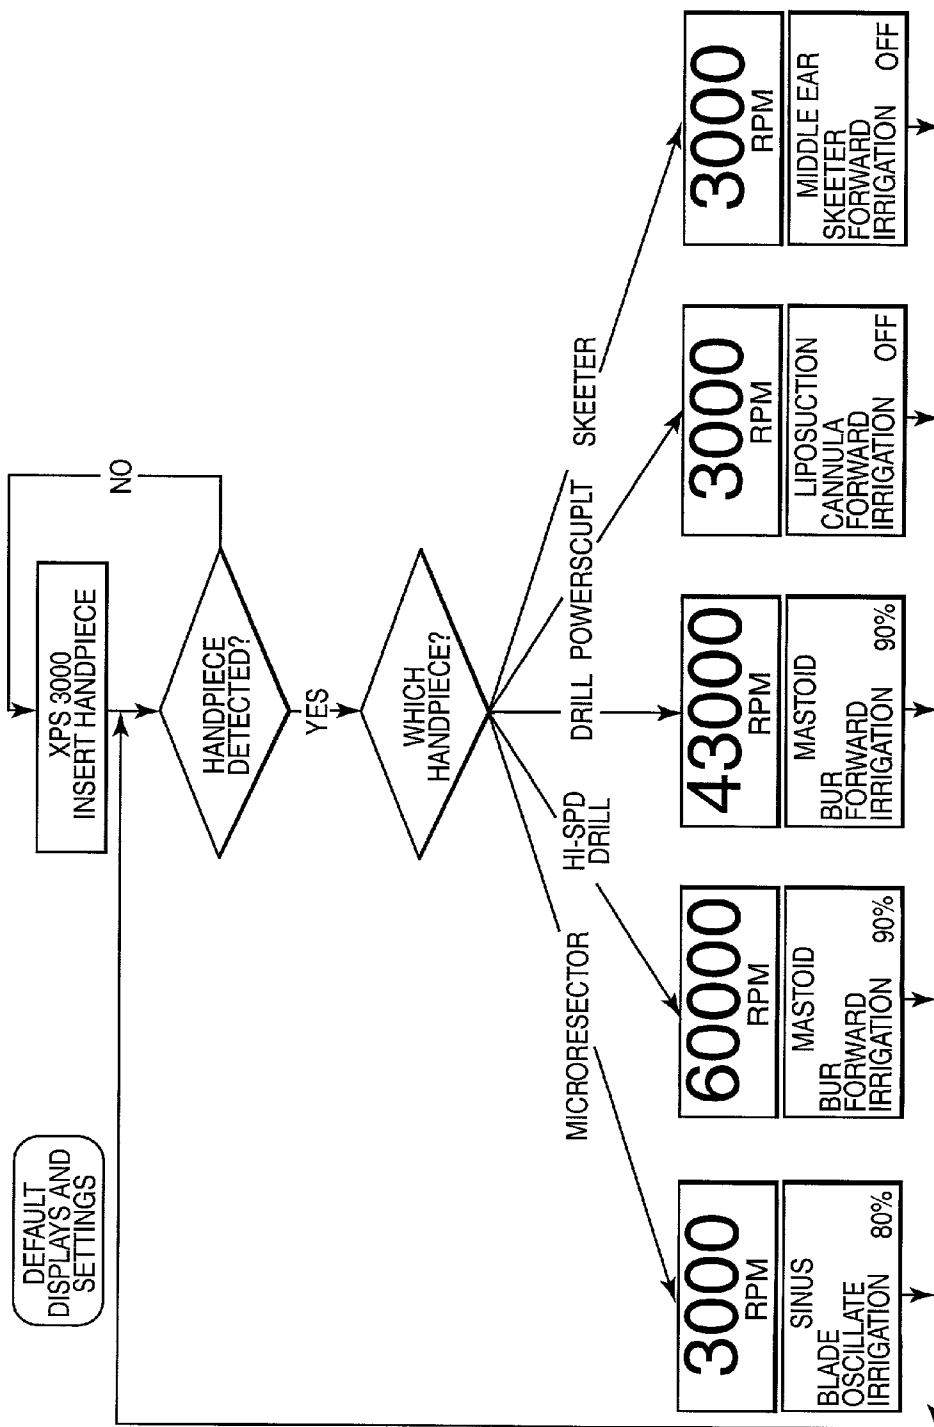 DEFAULT
DISPLAYS AND
SETTINGS
XPS 3000
INSERT HANDPIECE
NO
HANDPIECE
DETECTED?
YES
WHICH
HANDPIECE?
MICRORESECTOR
HI-SPD
DRILL
DRILL
POWERSCUPLT
SKEETER
3000
RPM
SINUS
BLADE
OSCILLATE
IRRIGATION 80%
60000
RPM
MASTOID
BUR
FORWARD
IRRIGATION 90%
43000
RPM
MASTOID
BUR
FORWARD
IRRIGATION 90%
3000
RPM
LIPOSUCTION
CANNULA
FORWARD
IRRIGATION OFF
3000
RPM
MIDDLE EAR
SKEETER
FORWARD
IRRIGATION OFF